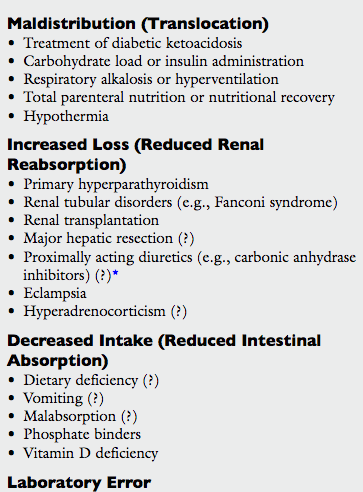 Maldistribution (Translocation)
• Treatment of diabetic ketoacidosis
• Carbohydrate load or insulin administration
• Respiratory alkalosis or hyperventilation
• Total parenteral nutrition or nutritional recovery
• Hypothermia
Increased Loss (Reduced Renal
Reabsorption)
• Primary hyperparathyroidism
• Renal tubular disorders (e.g., Fanconi syndrome)
• Renal transplantation
• Major hepatic resection (?)
• Proximally acting diuretics (e.g., carbonic anhydrase
inhibitors) (?)*
• Eclampsia
• Hyperadrenocorticism (?)
Decreased Intake (Reduced Intestinal
Absorption)
• Dietary deficiency (?)
• Vomiting (?)
• Malabsorption (?)
• Phosphate binders
• Vitamin D deficiency
Laboratory Error